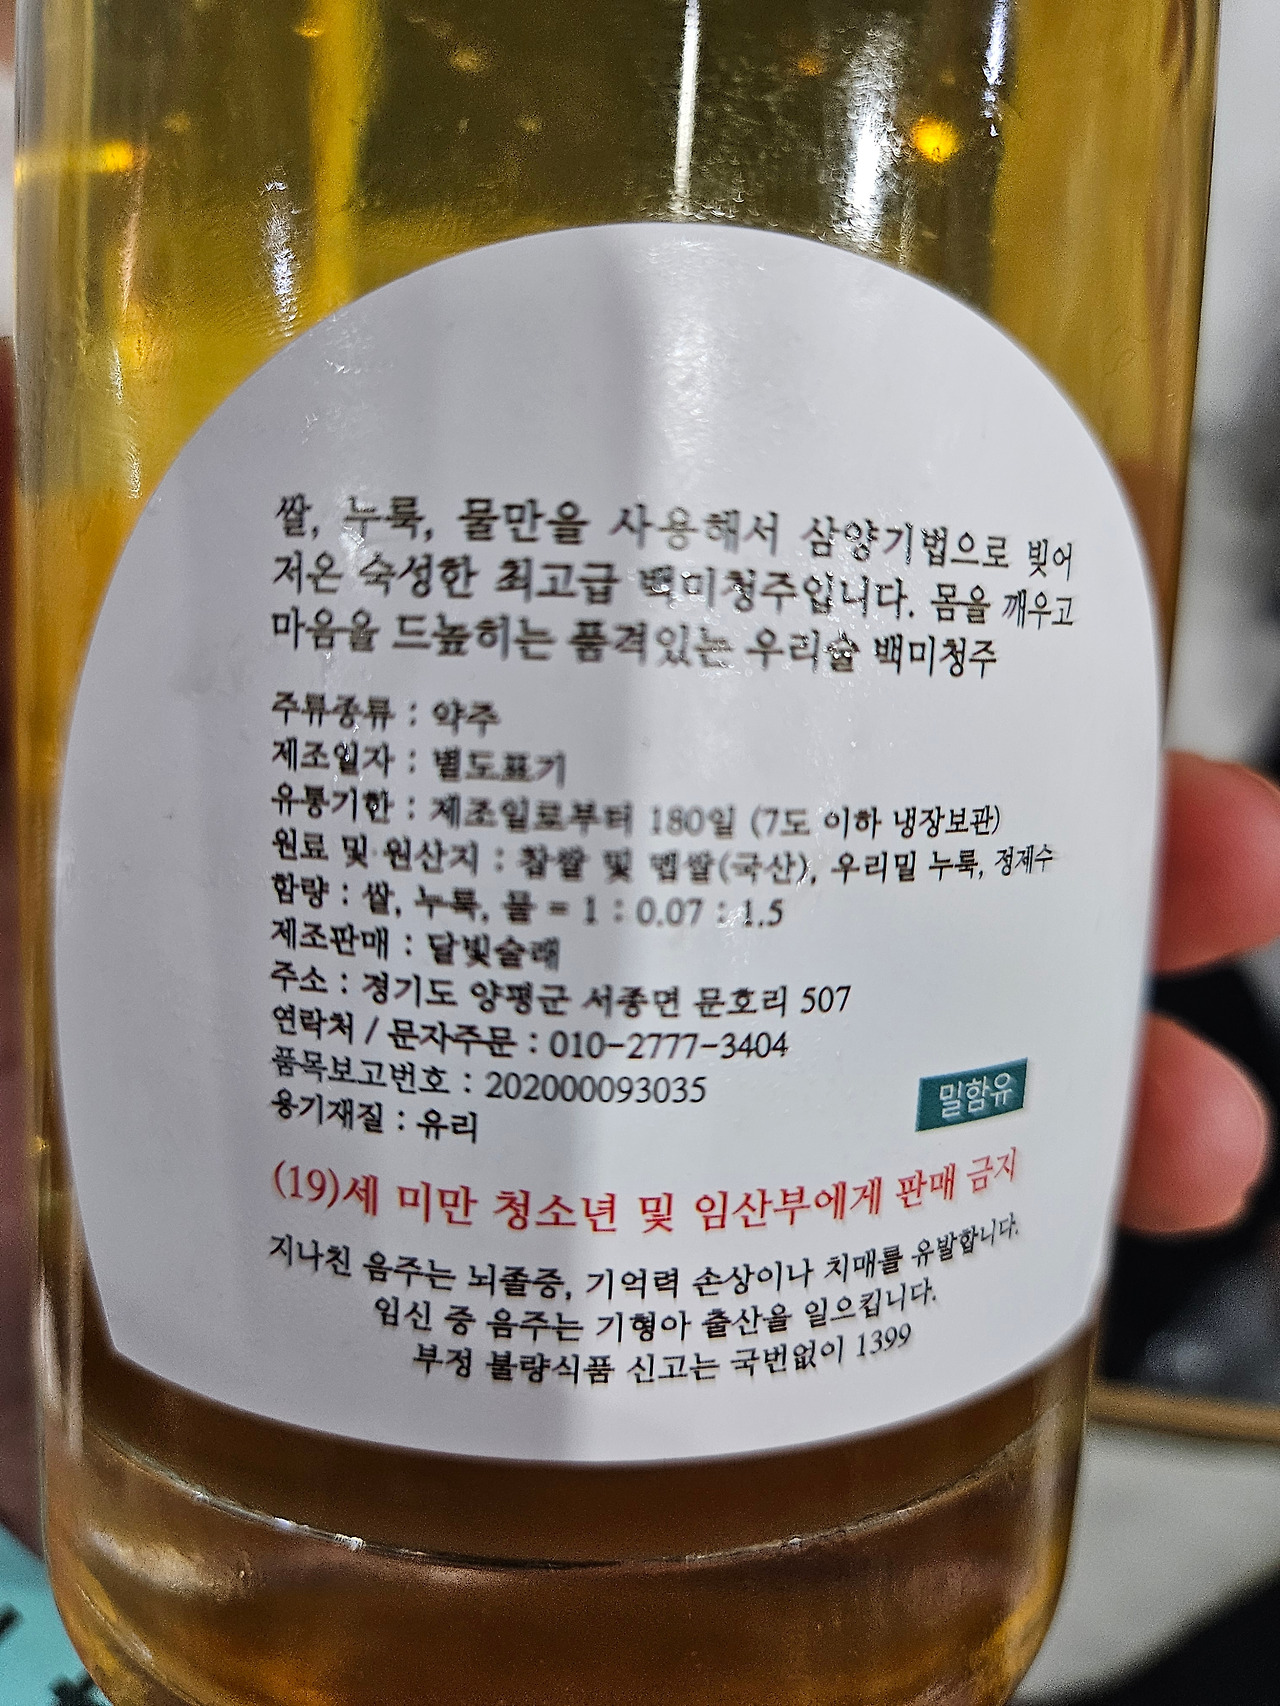 쌀, 누룩, 물만을 사용해서 삼양기법으로 빚어
저온 숙성한 최고급 백미청주입니다. 몸을 깨우고
마음을 드높히는 품격있는 우리술 백미청주
주류종류 : 약주
제조일자 : 별도표기
유통기한 : 제조일로부터 180일 (7도 이하 냉장보관)
원료 및 원산지 : 찹쌀 및 멥쌀(국산), 우리밀 누룩, 정제수
함량 : 쌀, 누룩, 물 = 1 : 0.07 : 1.5
제조판매 : 달빛술래
주소 : 경기도 양평군 서종면 문호리 507
연락처 / 문자주문 : 010-2777-3404
품목보고번호 : 202000093035
용기재질 : 유리
밀함유
(19)세 미만 청소년 및 임산부에게 판매 금지
지나친 음주는 뇌졸중, 기억력 손상이나 치매를 유발합니다.
임신 중 음주는 기형아 출산을 일으킵니다.
부정 불량식품 신고는 국번없이 1399